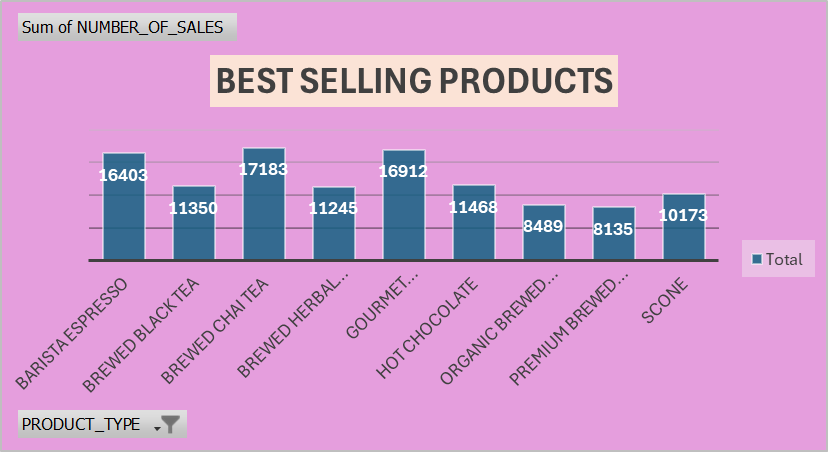 Sum of NUMBER_OF_SALES
BEST SELLING PRODUCTS
16403
11350
17183
11245
16912
11468
8489
8135
10173
BARISTA ESPRESSO
BREWED BLACK TEA
BREWED CHAI TEA
BREWED HERBAL...
GOURMET...
HOT CHOCOLATE
ORGANIC BREWED...
PREMIUM BREWED...
SCONE
Total
PRODUCT_TYPE